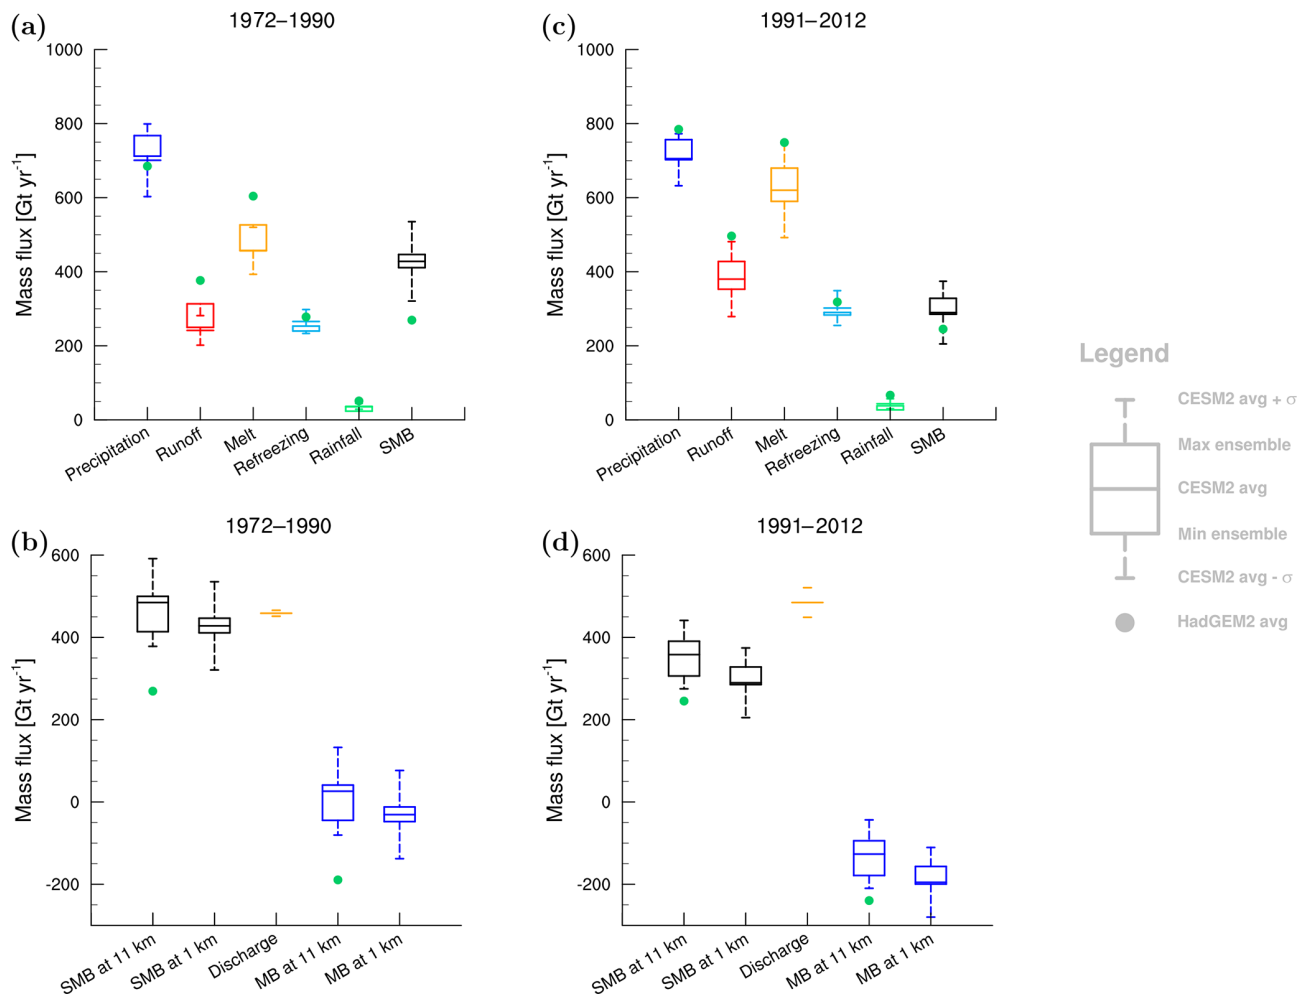 (a)
1972–1990
1000
800
600
400
200
0
Mass flux [Gt yr⁻¹]
Precipitation
Runoff
Melt
Refreezing
Rainfall
SMB
(c)
1991–2012
1000
800
600
400
200
0
Mass flux [Gt yr⁻¹]
Precipitation
Runoff
Melt
Refreezing
Rainfall
SMB
Legend
CESM2 avg + σ
Max ensemble
CESM2 avg
Min ensemble
CESM2 avg - σ
HadGEM2 avg
(b)
1972–1990
600
400
200
0
-200
Mass flux [Gt yr⁻¹]
SMB at 11 km
SMB at 1 km
Discharge
MB at 11 km
MB at 1 km
(d)
1991–2012
600
400
200
0
-200
Mass flux [Gt yr⁻¹]
SMB at 11 km
SMB at 1 km
Discharge
MB at 11 km
MB at 1 km